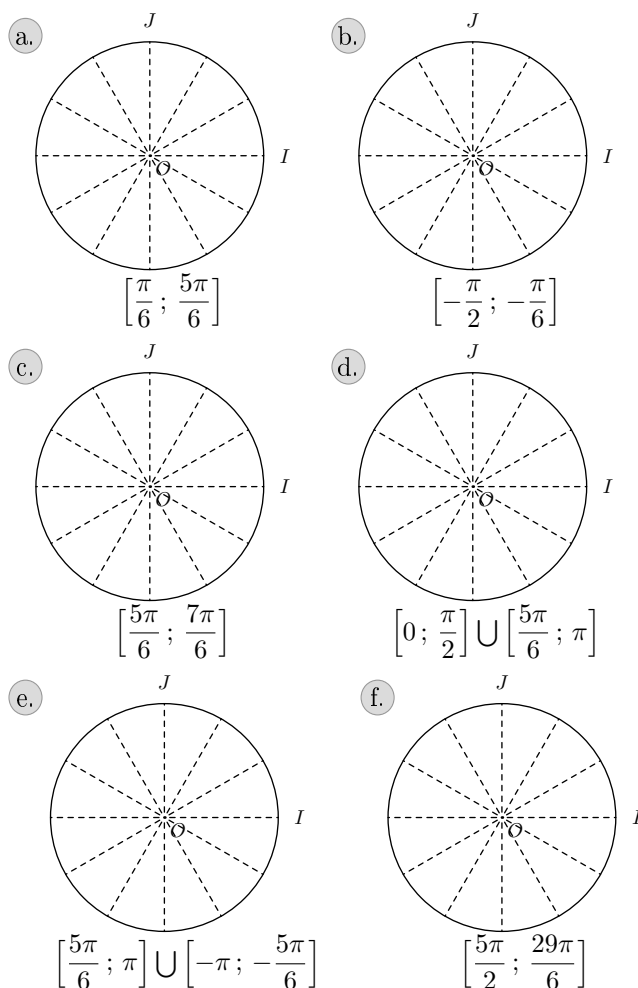 a. J b. J
I I
O O
[π/6 ; 5π/6] [-π/2 ; -π/6]
c. J d. J
I I
O O
[5π/6 ; 7π/6] [0 ; π/2] ⋃ [5π/6 ; π]
e. J f. J
I I
O O
[5π/6 ; π] ⋃ [-π ; -5π/6] [5π/2 ; 29π/6]